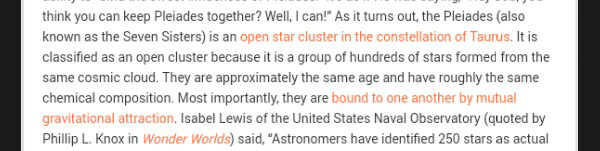 think you can keep Pleiades together? Well, I can!” As it turns out, the Pleiades (also
known as the Seven Sisters) is an open star cluster in the constellation of Taurus. It is
classified as an open cluster because it is a group of hundreds of stars formed from the
same cosmic cloud. They are approximately the same age and have roughly the same
chemical composition. Most importantly, they are bound to one another by mutual
gravitational attraction. Isabel Lewis of the United States Naval Observatory (quoted by
Phillip L. Knox in Wonder Worlds) said, “Astronomers have identified 250 stars as actual